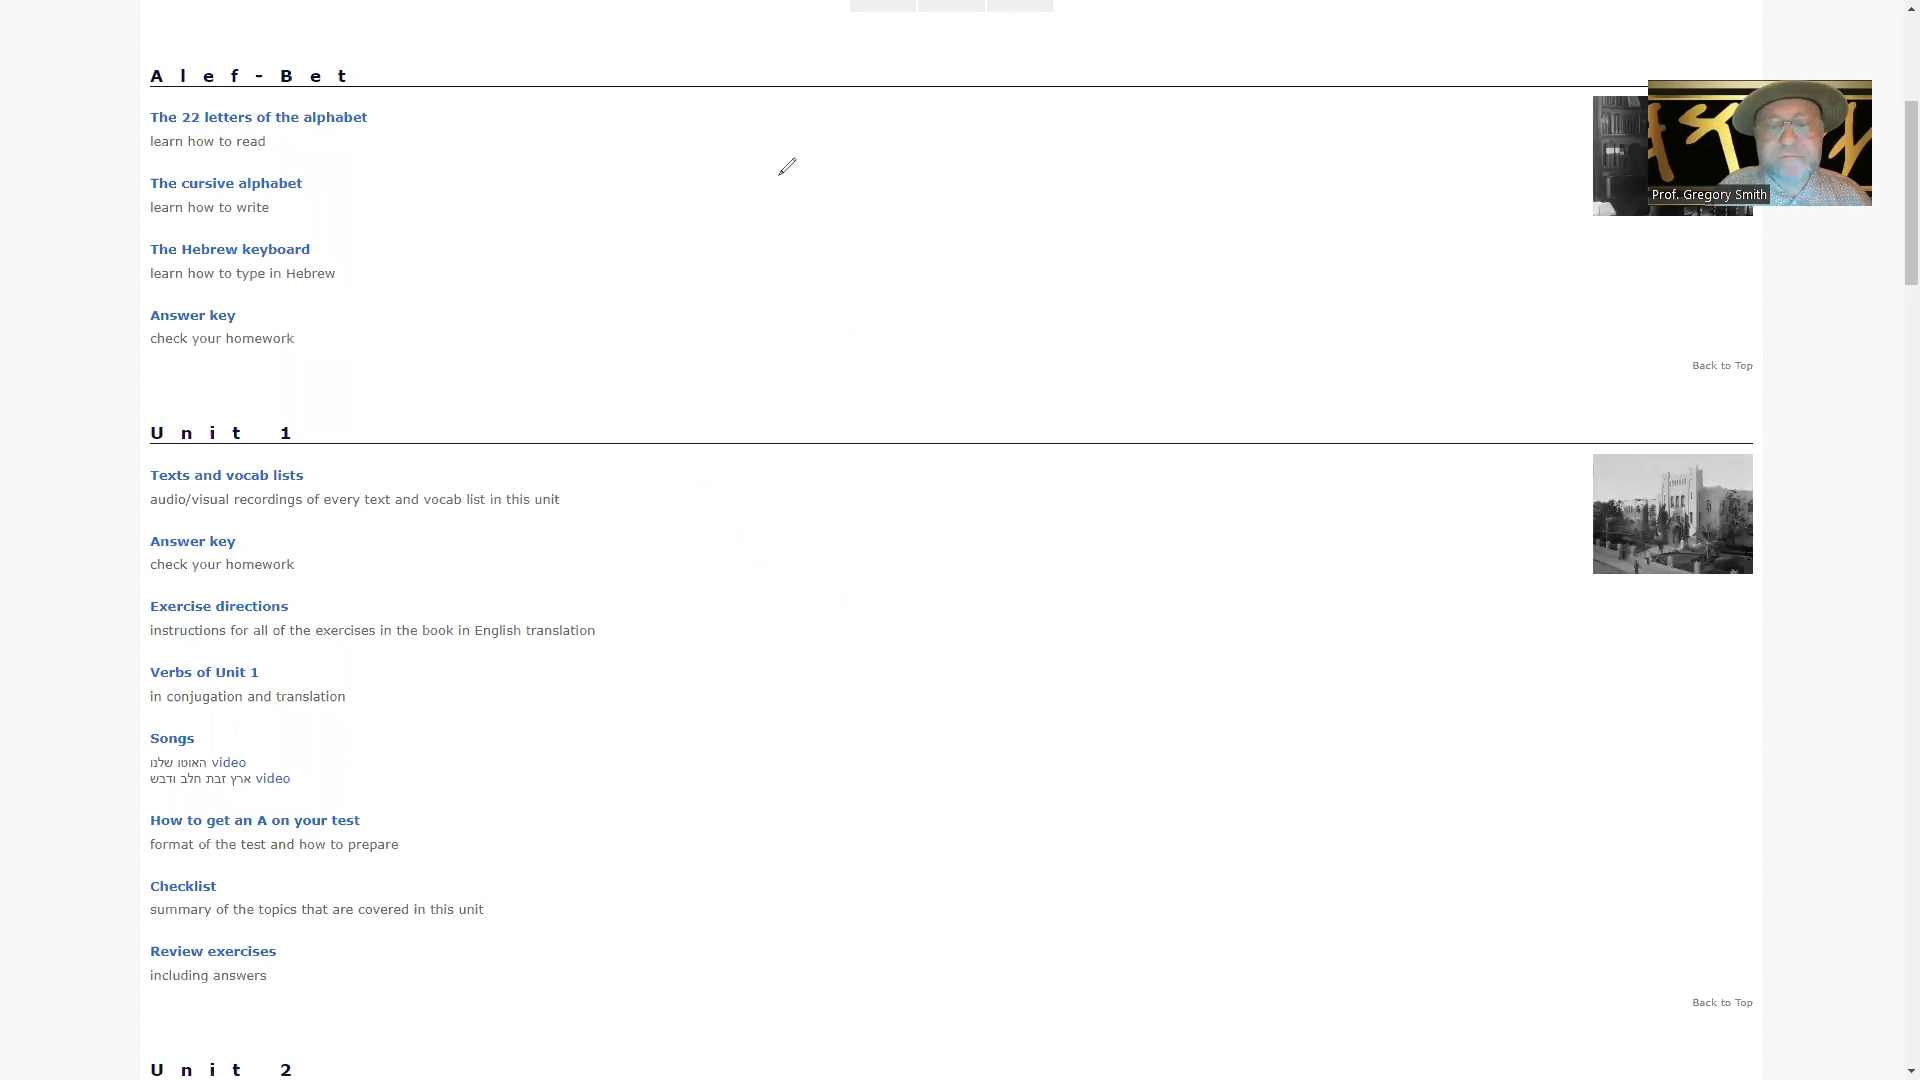 Alef-Bet
The 22 letters of the alphabet
learn how to read
The cursive alphabet
learn how to write
The Hebrew keyboard
learn how to type in Hebrew
Answer key
check your homework
Prof. Gregory Smith
Back to Top
Unit 1
Texts and vocab lists
audio/visual recordings of every text and vocab list in this unit
Answer key
check your homework
Exercise directions
instructions for all of the exercises in the book in English translation
Verbs of Unit 1
in conjugation and translation
Songs
האוטו שלנו video
ארץ זבת חלב ודבש video
How to get an A on your test
format of the test and how to prepare
Checklist
summary of the topics that are covered in this unit
Review exercises
including answers
Back to Top
Unit 2